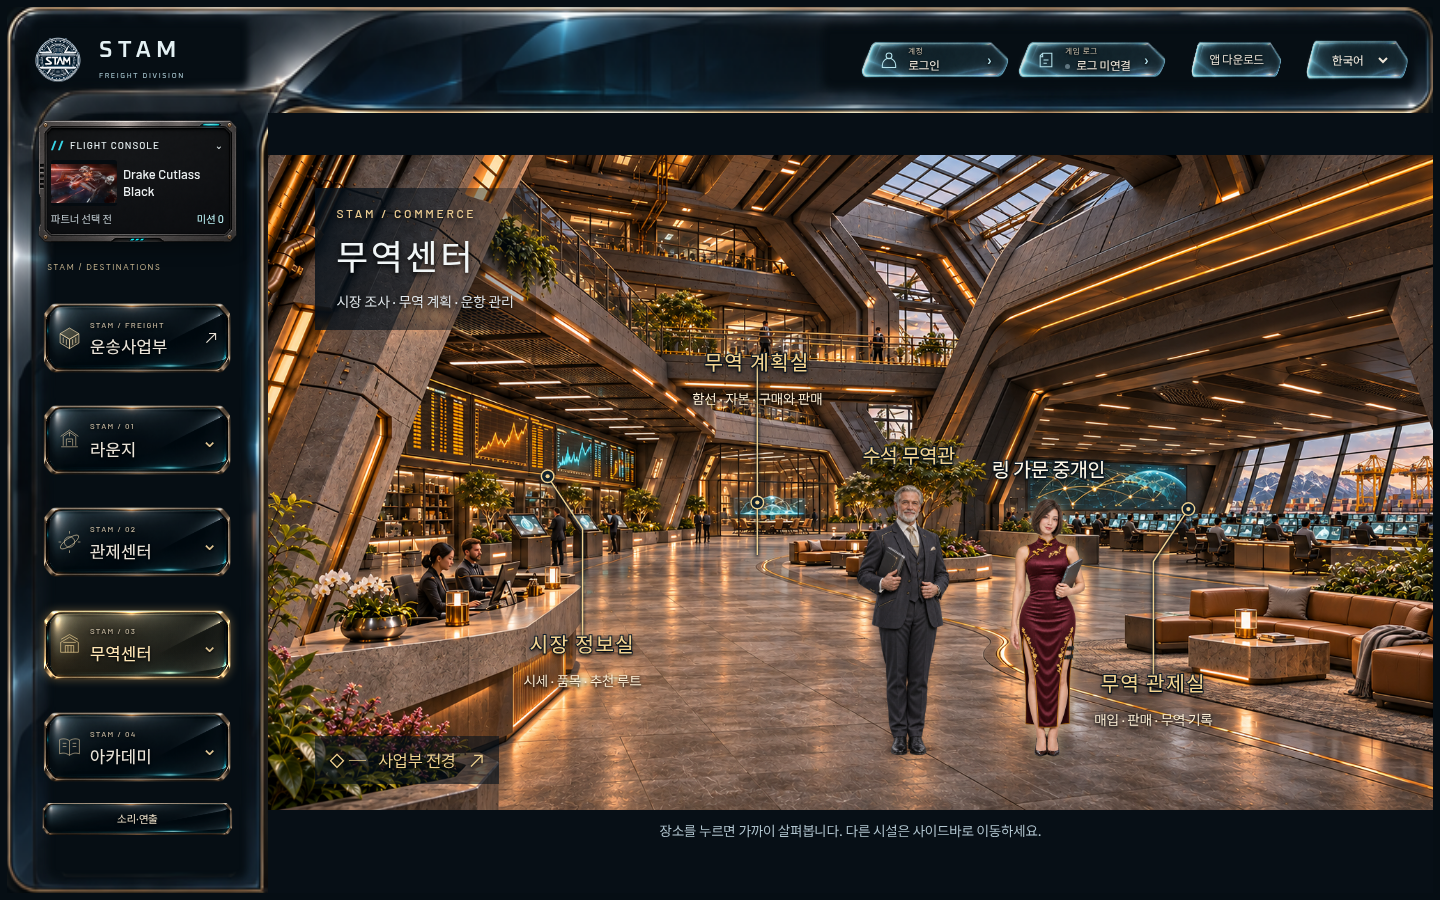 STAM
STAM
FREIGHT DIVISION
계정
로그인
게임 로그
로그 미연결
앱 다운로드
한국어
// FLIGHT CONSOLE
Drake Cutlass
Black
파트너 선택 전
미션 0
STAM / DESTINATIONS
STAM / FREIGHT
운송사업부
STAM / 01
라운지
STAM / 02
관제센터
STAM / 03
무역센터
STAM / 04
아카데미
소리·연출
STAM / COMMERCE
무역센터
시장 조사 · 무역 계획 · 운항 관리
무역 계획실
함선 · 자본 · 구매와 판매
수석 무역관
링 가문 중개인
시장 정보실
시세 · 품목 · 추천 루트
무역 관제실
매입 · 판매 · 무역 기록
사업부 전경
장소를 누르면 가까이 살펴봅니다. 다른 시설은 사이드바로 이동하세요.